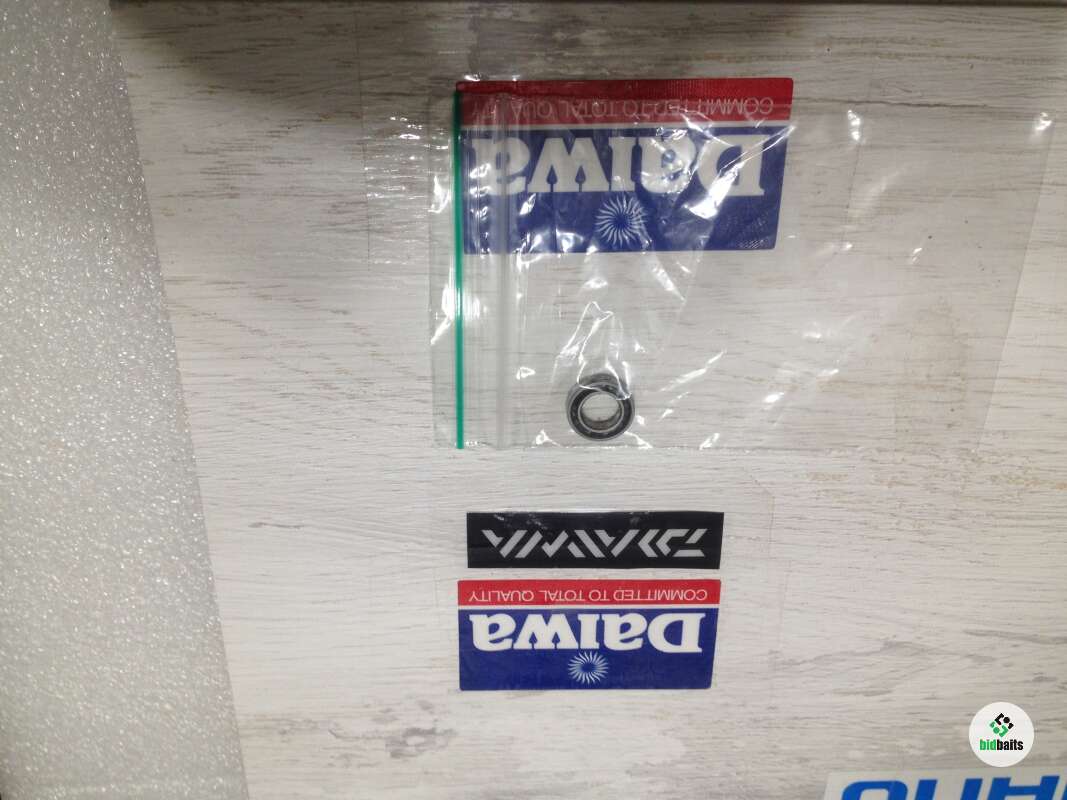 Daiwa
COMMITTED TO TOTAL QUALITY
DAIWA
Daiwa
COMMITTED TO TOTAL QUALITY
bidbaits